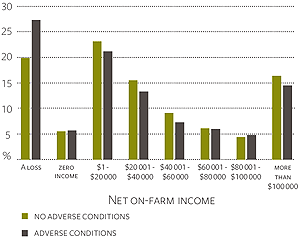 30
25
20
15
10
5
%
A LOSS
ZERO
INCOME
$1-
$20 000
$20 001-
$40 000
$40 001-
$60 000
$60 001-
$80 000
$80 001-
$100 000
MORE
THAN
$100 000
NET ON-FARM INCOME
NO ADVERSE CONDITIONS
ADVERSE CONDITIONS